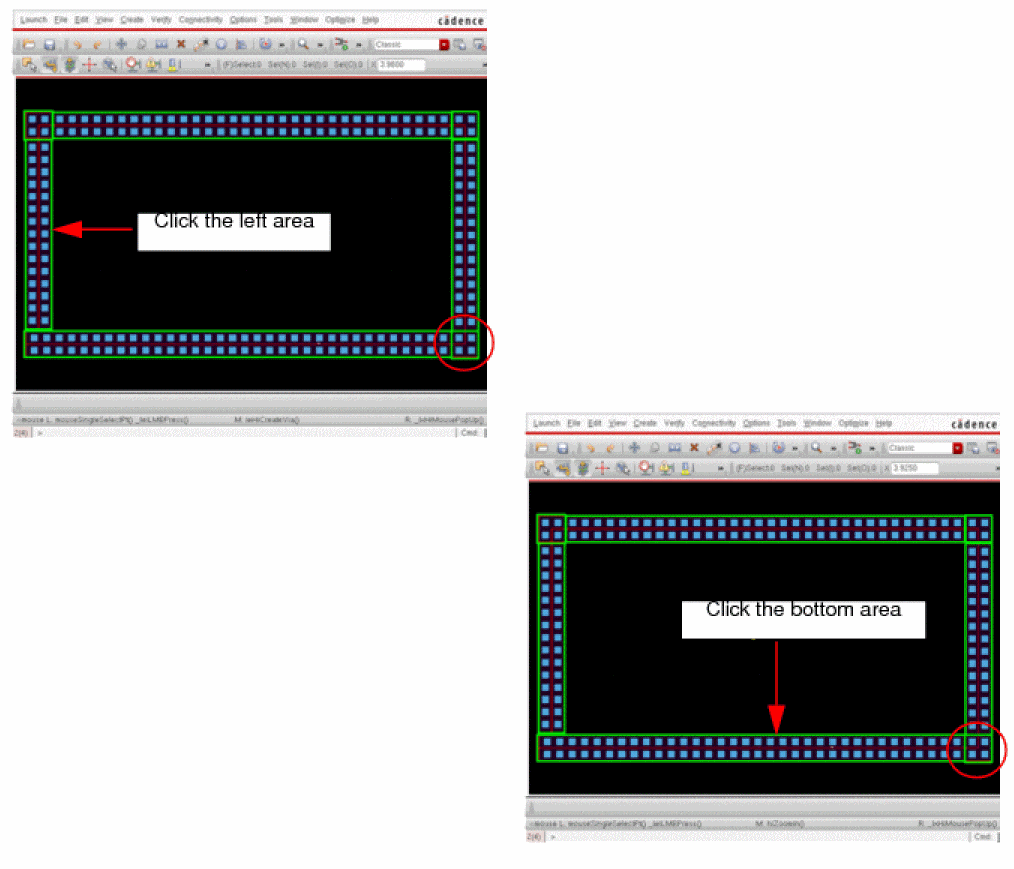 Launch File Edit View Create Verify Connectivity Options Tools Window Optimize Help cādence
Classic
(F)Select:0 Sel(N):0 Sel(I):0 Sel(O):0 X 3.9600
Click the left area
mouse L: mouseSingleSelectPt() _leiLMBPress() M: leHiCreateVia() R: _lxHiMousePopUp()
2(4) > Cmd:
Launch File Edit View Create Verify Connectivity Options Tools Window Optimize Help cādence
Classic
(F)Select:0 Sel(N):0 Sel(I):0 Sel(O):0 X 3.9250
Click the bottom area
mouse L: mouseSingleSelectPt() _leiLMBPress() M: hiZoomIn() R: _lxHiMousePopUp()
2(4) > Cmd: